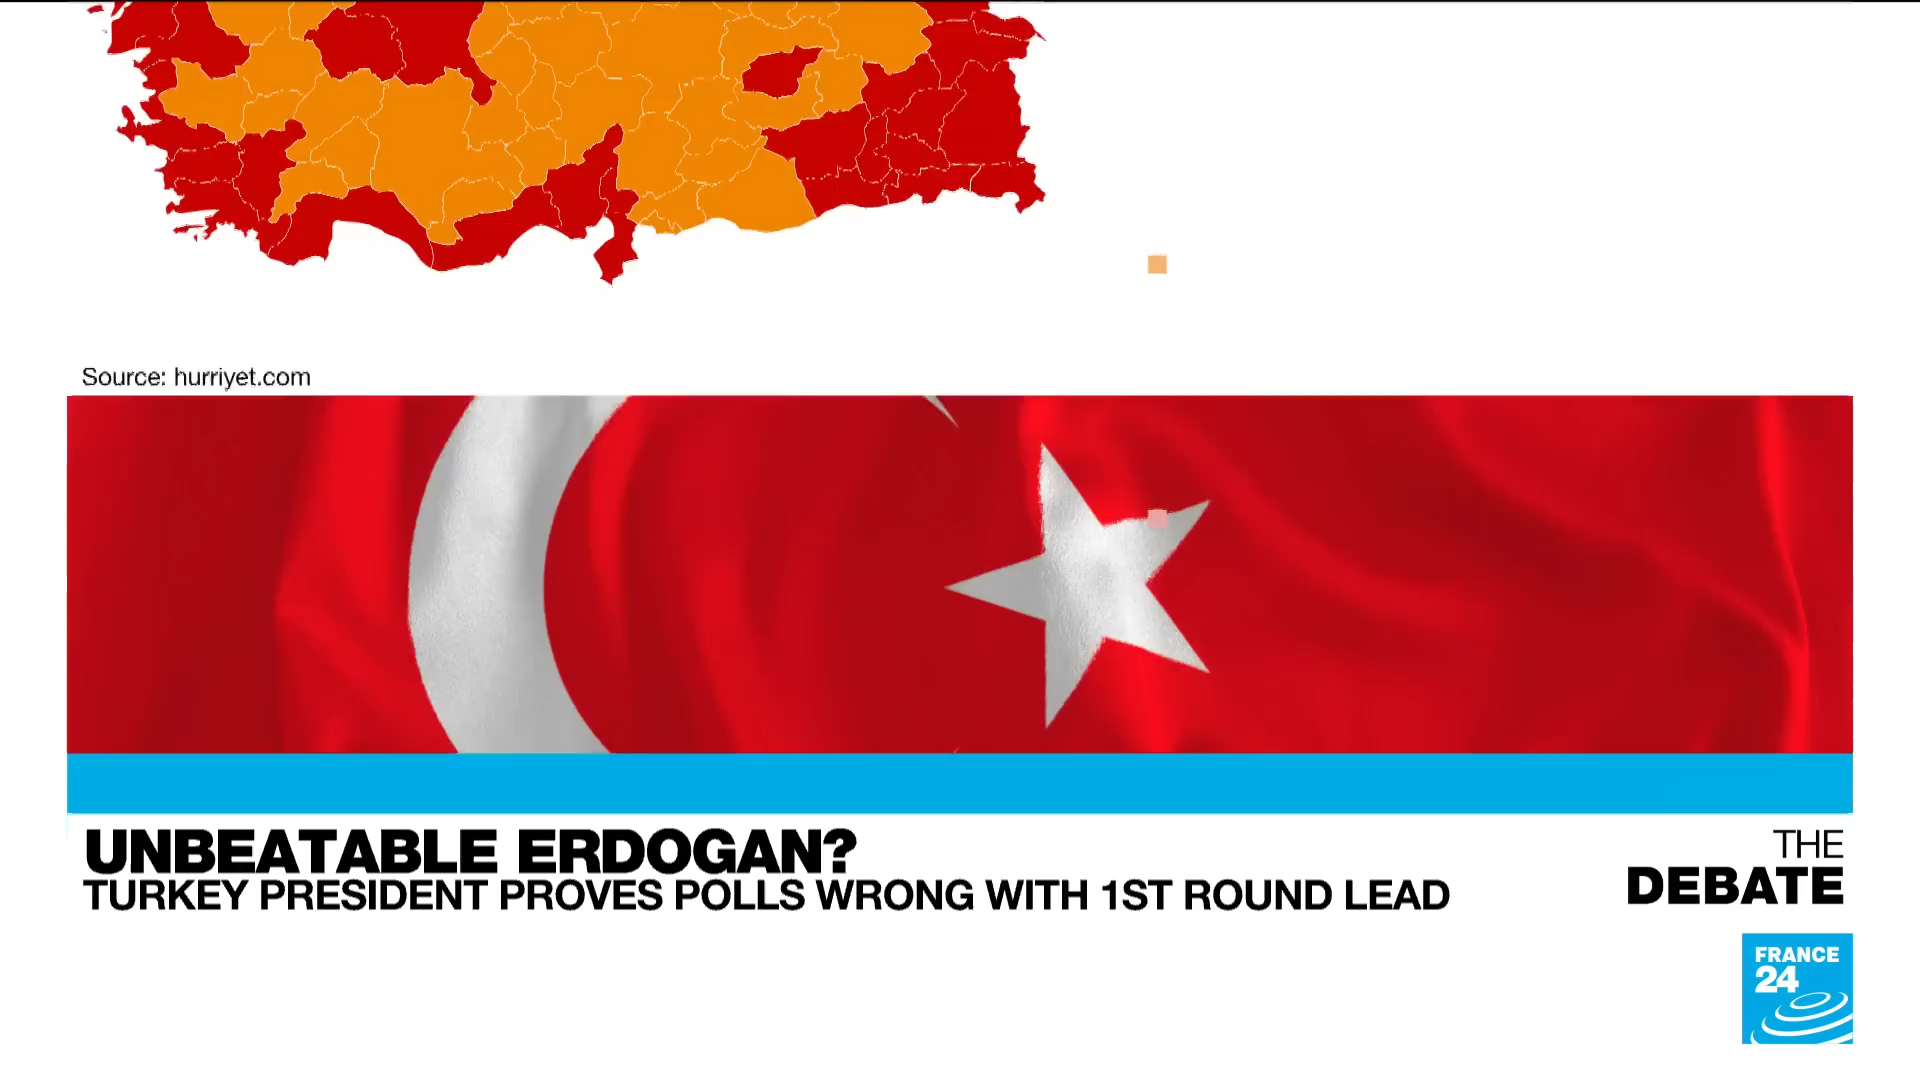 Source: hurriyet.com
UNBEATABLE ERDOGAN?
TURKEY PRESIDENT PROVES POLLS WRONG WITH 1ST ROUND LEAD
THE
DEBATE
FRANCE
24